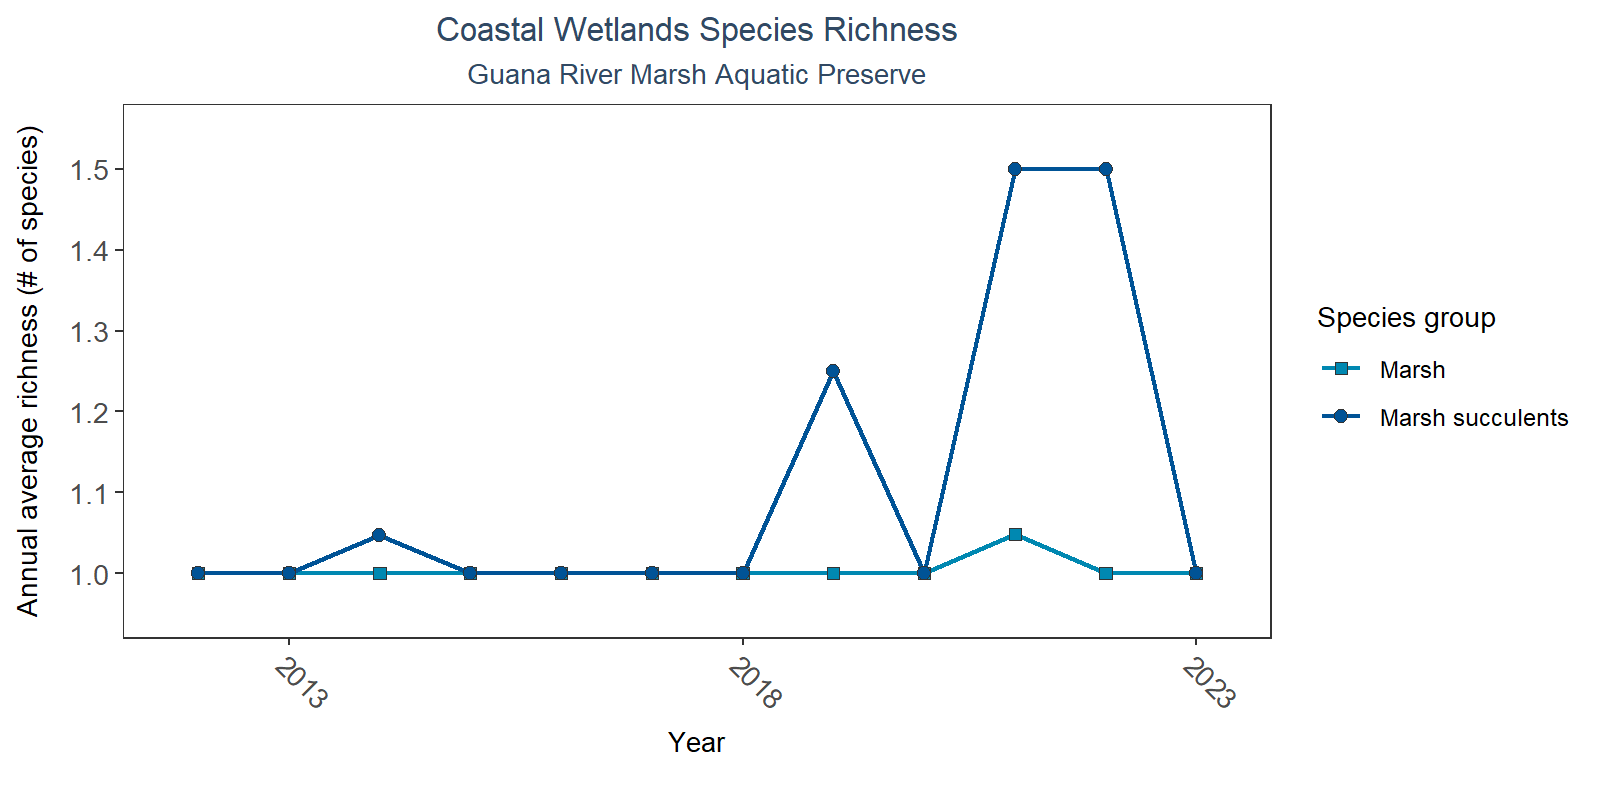 Coastal Wetlands Species Richness
Guana River Marsh Aquatic Preserve
Annual average richness (# of species)
1.5
1.4
1.3
1.2
1.1
1.0
2013
2018
2023
Year
Species group
Marsh
Marsh succulents